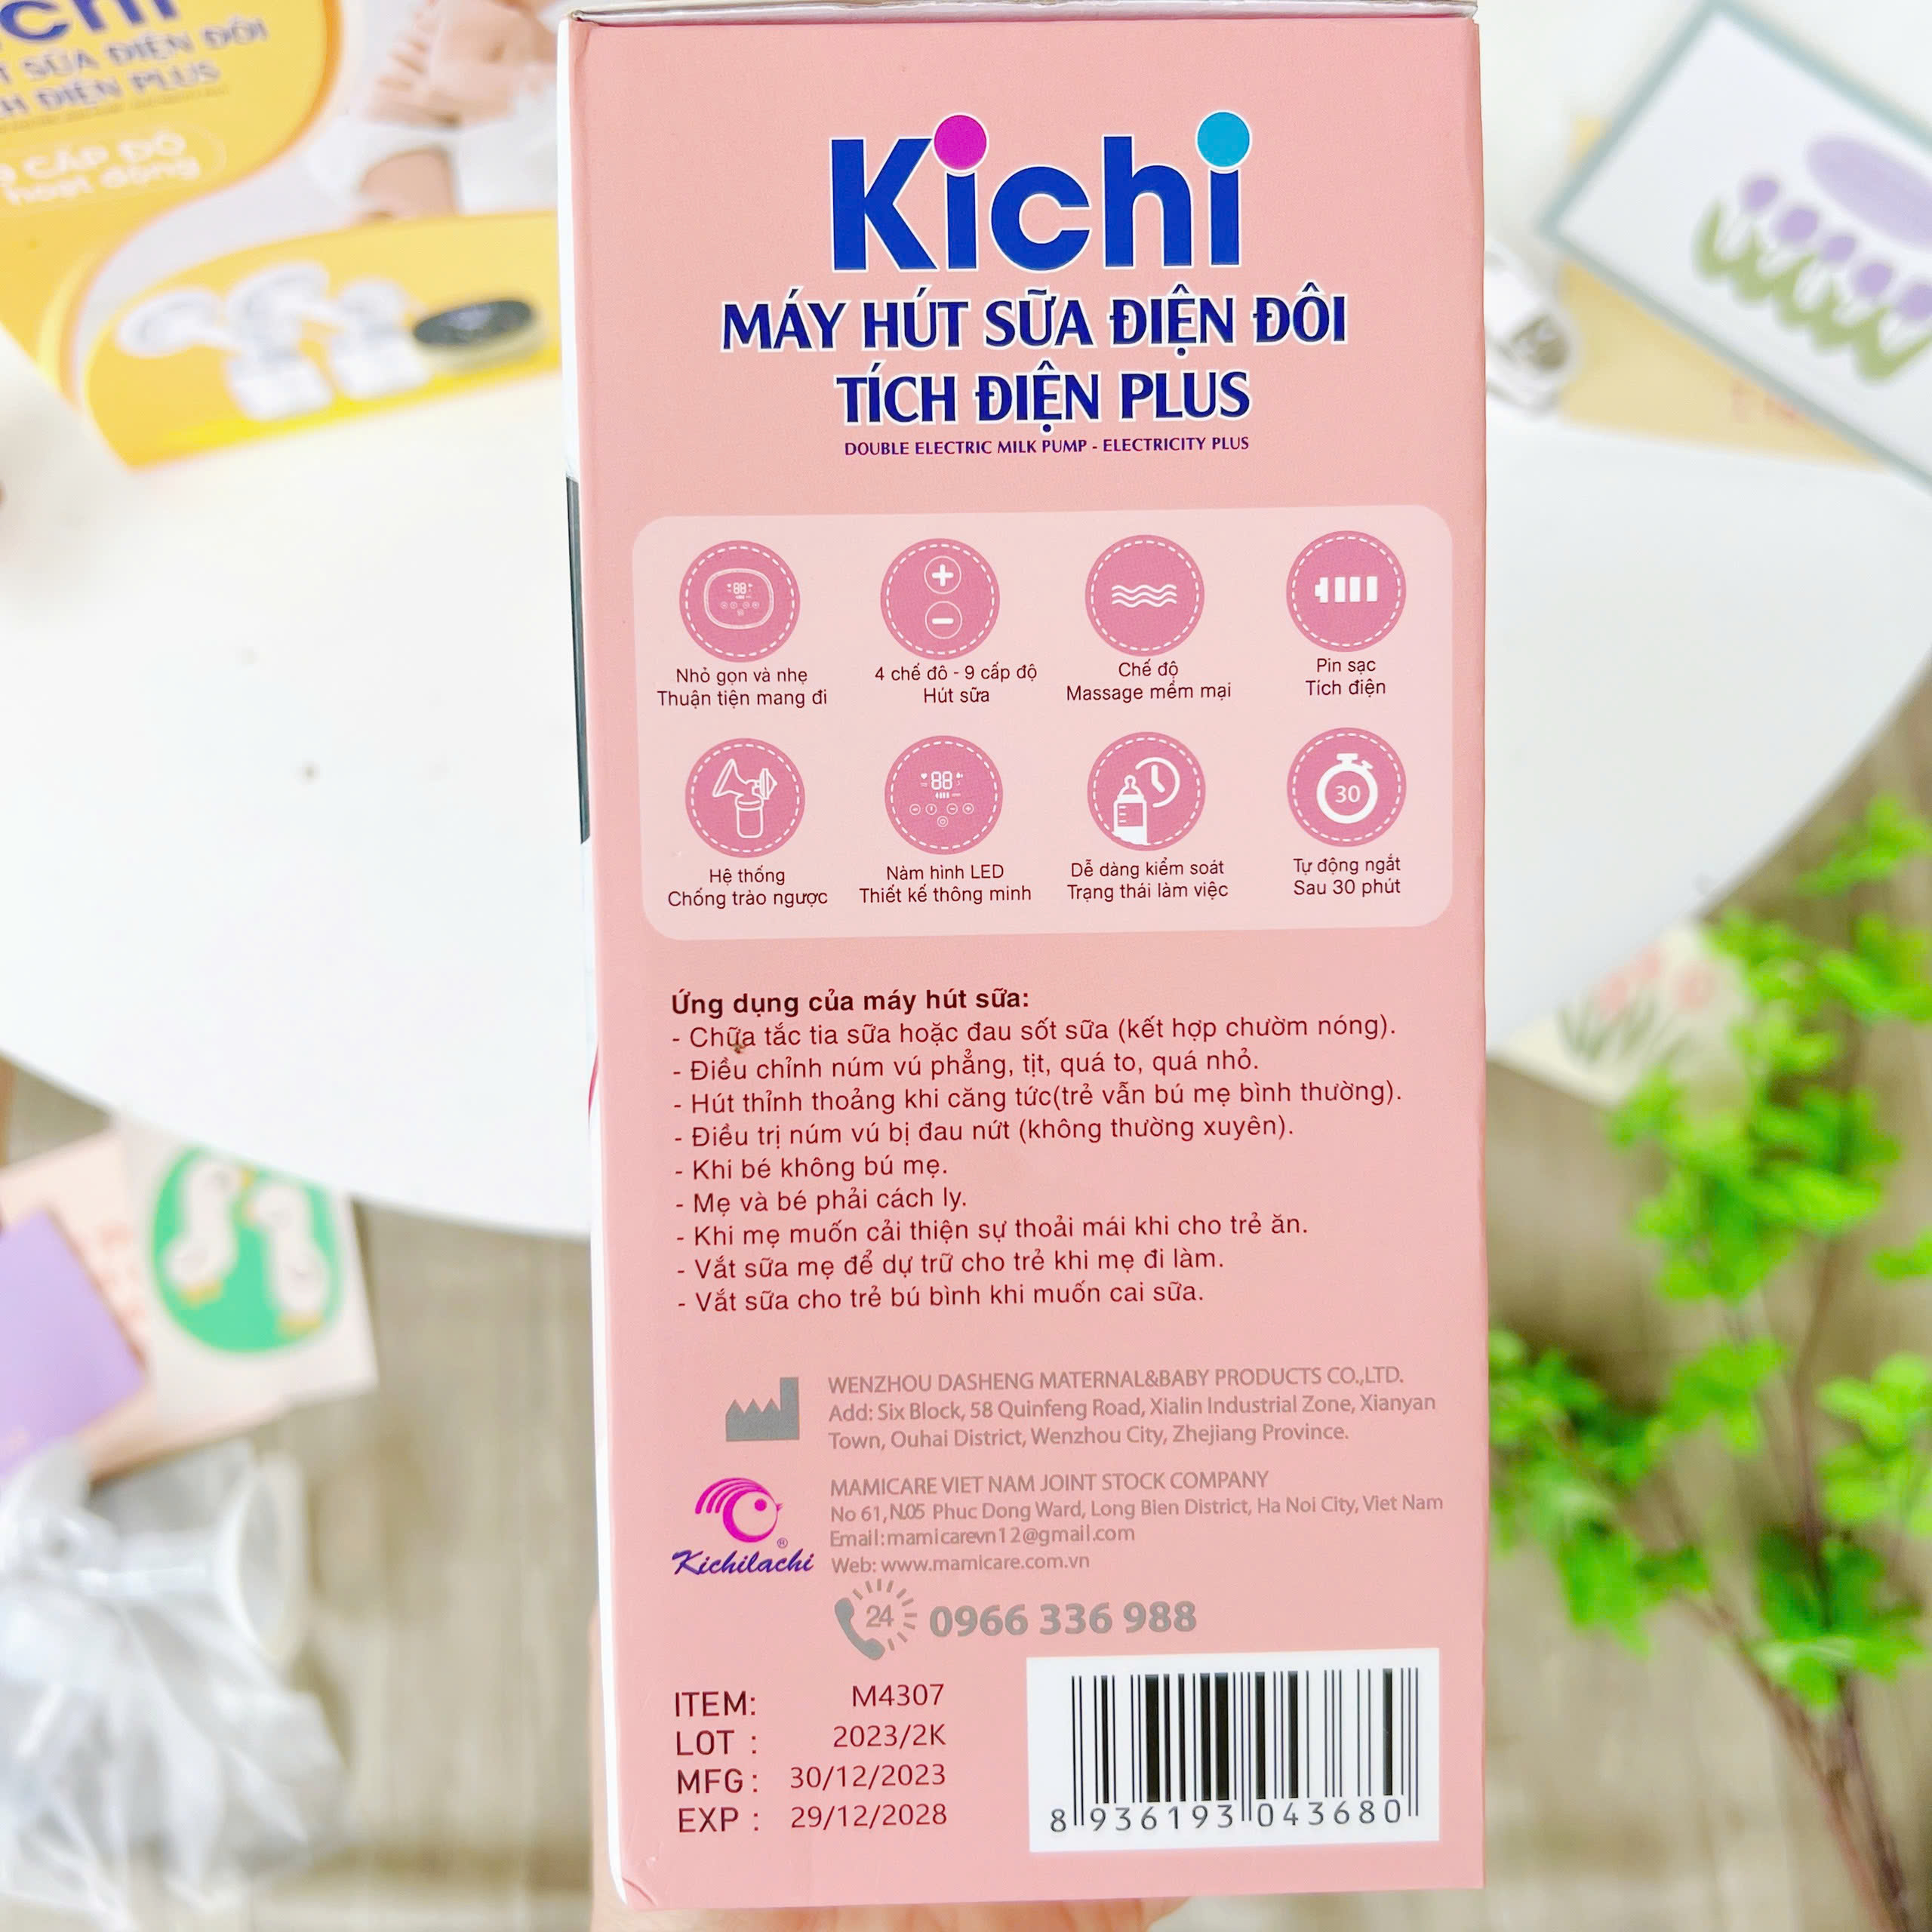 SỮA ĐIỆN ĐÔI
ĐIỆN PLUS
CẤP ĐỘ
hoạt động
Kichi
MÁY HÚT SỮA ĐIỆN ĐÔI
TÍCH ĐIỆN PLUS
DOUBLE ELECTRIC MILK PUMP - ELECTRICITY PLUS
Nhỏ gọn và nhẹ
Thuận tiện mang đi
4 chế đô - 9 cấp độ
Hút sữa
Chế độ
Massage mềm mại
Pin sạc
Tích điện
88
88
30
Hệ thống
Chống trào ngược
Nàm hình LED
Thiết kế thông minh
Dễ dàng kiểm soát
Trạng thái làm việc
Tự động ngắt
Sau 30 phút
Ứng dụng của máy hút sữa:
- Chữa tắc tia sữa hoặc đau sốt sữa (kết hợp chườm nóng).
- Điều chỉnh núm vú phẳng, tịt, quá to, quá nhỏ.
- Hút thỉnh thoảng khi căng tức(trẻ vẫn bú mẹ bình thường).
- Điều trị núm vú bị đau nứt (không thường xuyên).
- Khi bé không bú mẹ.
- Mẹ và bé phải cách ly.
- Khi mẹ muốn cải thiện sự thoải mái khi cho trẻ ăn.
- Vắt sữa mẹ để dự trữ cho trẻ khi mẹ đi làm.
- Vắt sữa cho trẻ bú bình khi muốn cai sữa.
WENZHOU DASHENG MATERNAL&BABY PRODUCTS CO.,LTD.
Add: Six Block, 58 Quinfeng Road, Xialin Industrial Zone, Xianyan
Town, Ouhai District, Wenzhou City, Zhejiang Province.
Kichilachi ®
MAMICARE VIET NAM JOINT STOCK COMPANY
No 61, N.05 Phuc Dong Ward, Long Bien District, Ha Noi City, Viet Nam
Email:mamicarevn12@gmail.com
Web: www.mamicare.com.vn
24 0966 336 988
ITEM: M4307
LOT : 2023/2K
MFG : 30/12/2023
EXP : 29/12/2028
8 936193 043680